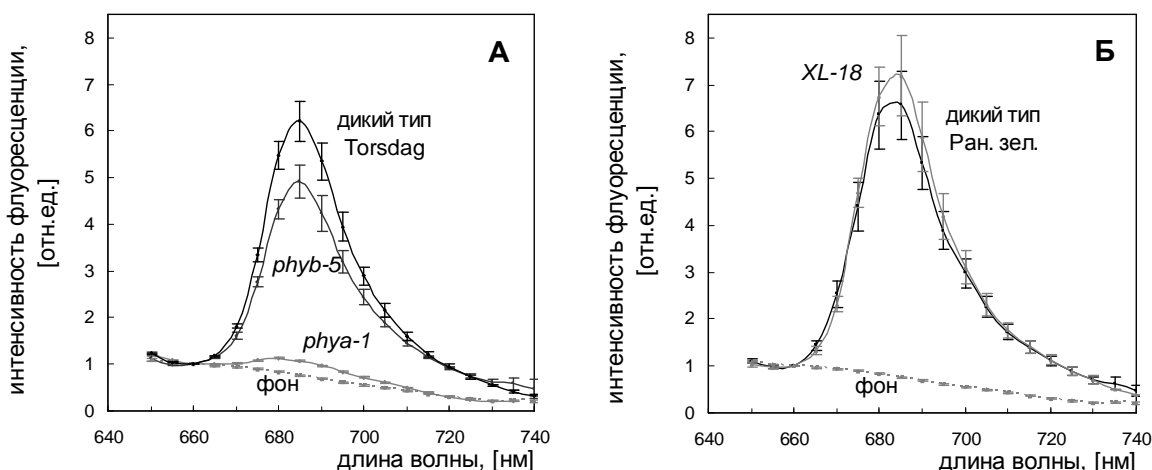 интенсивность флуоресценции,
[отн.ед.]
8
7
6
5
4
3
2
1
0
А
дикий тип
Torsdag
phyb-5
phya-1
фон
640
660
680
700
720
740
длина волны, [нм]
интенсивность флуоресценции,
[отн.ед.]
8
7
6
5
4
3
2
1
0
Б
XL-18
дикий тип
Ран. зел.
фон
640
660
680
700
720
740
длина волны, [нм]